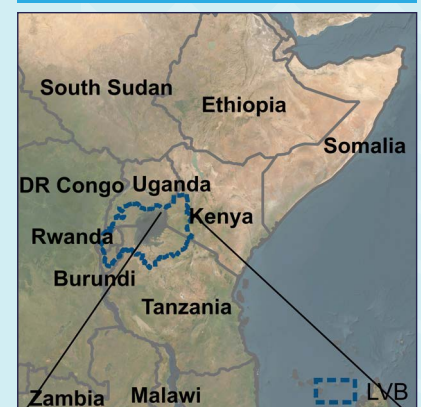 South Sudan
Ethiopia
Somalia
DR Congo Uganda
Kenya
Rwanda
Burundi
Tanzania
LVB
Zambia Malawi